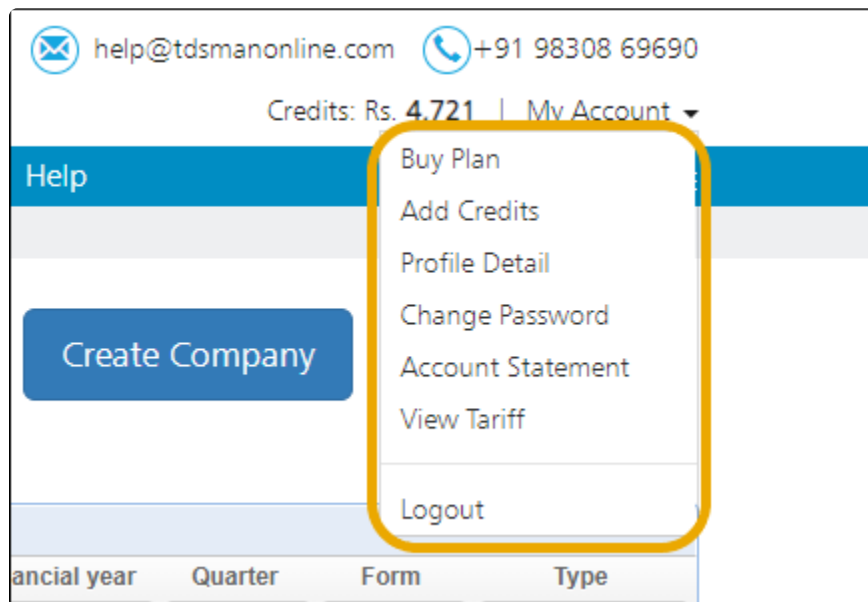 help@tdsmanonline.com +91 98308 69690
Credits: Rs. 4,721 | My Account
Help
Buy Plan
Add Credits
Profile Detail
Change Password
Account Statement
View Tariff
Logout
Create Company
ancial year Quarter Form Type